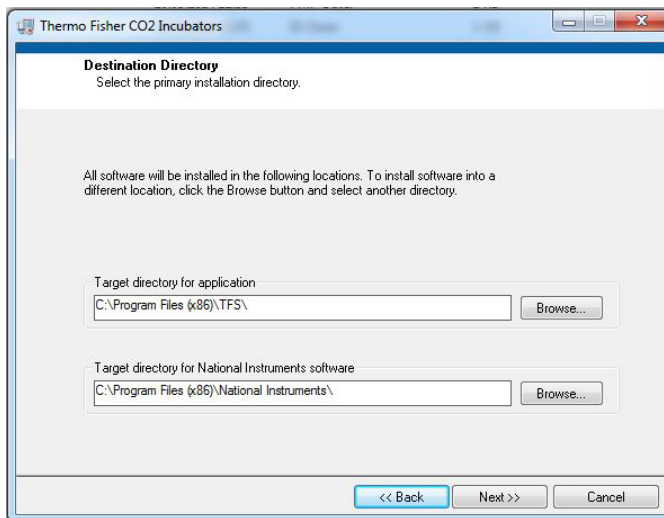 Thermo Fisher CO2 Incubators
Destination Directory
Select the primary installation directory.
All software will be installed in the following locations. To install software into a
different location, click the Browse button and select another directory.
Target directory for application
C:\Program Files (x86)\TFS\
Browse...
Target directory for National Instruments software
C:\Program Files (x86)\National Instruments\
Browse...
<< Back
Next >>
Cancel